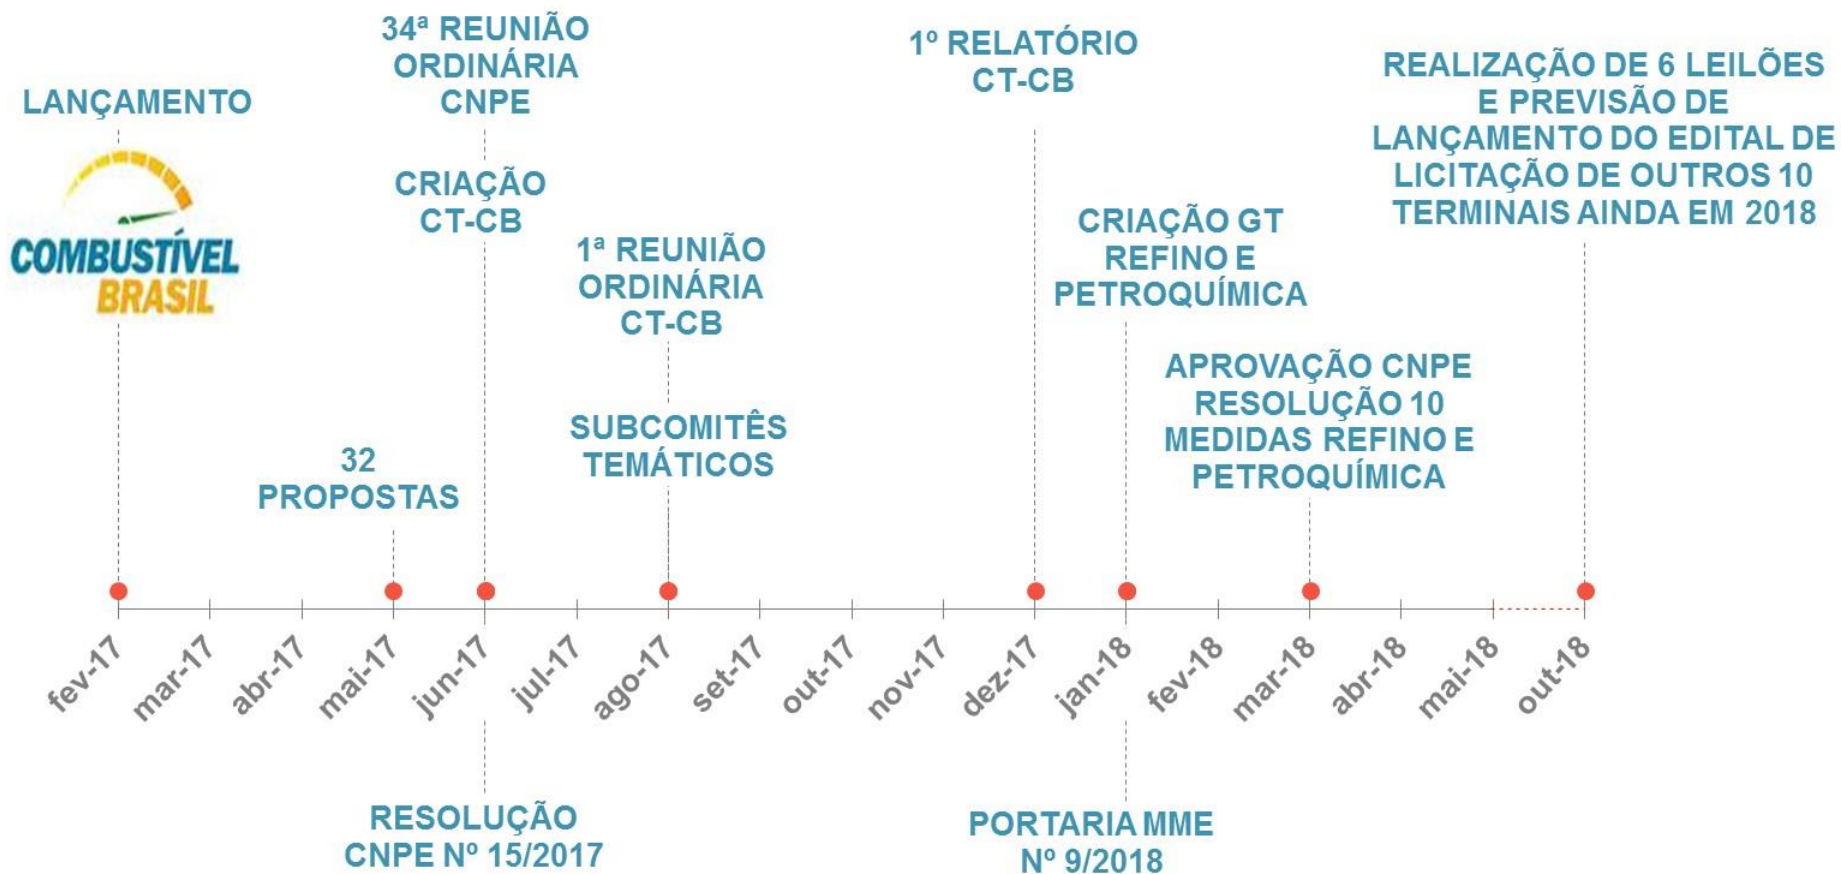 LANÇAMENTO
COMBUSTÍVEL
BRASIL
32
PROPOSTAS
34ª REUNIÃO
ORDINÁRIA
CNPE
CRIAÇÃO
CT-CB
1ª REUNIÃO
ORDINÁRIA
CT-CB
SUBCOMITÊS
TEMÁTICOS
1º RELATÓRIO
CT-CB
CRIAÇÃO GT
REFINO E
PETROQUÍMICA
APROVAÇÃO CNPE
RESOLUÇÃO 10
MEDIDAS REFINO E
PETROQUÍMICA
REALIZAÇÃO DE 6 LEILÕES
E PREVISÃO DE
LANÇAMENTO DO EDITAL DE
LICITAÇÃO DE OUTROS 10
TERMINAIS AINDA EM 2018
fev-17
mar-17
abr-17
mai-17
jun-17
jul-17
ago-17
set-17
out-17
nov-17
dez-17
jan-18
fev-18
mar-18
abr-18
mai-18
out-18
RESOLUÇÃO
CNPE Nº 15/2017
PORTARIA MME
Nº 9/2018